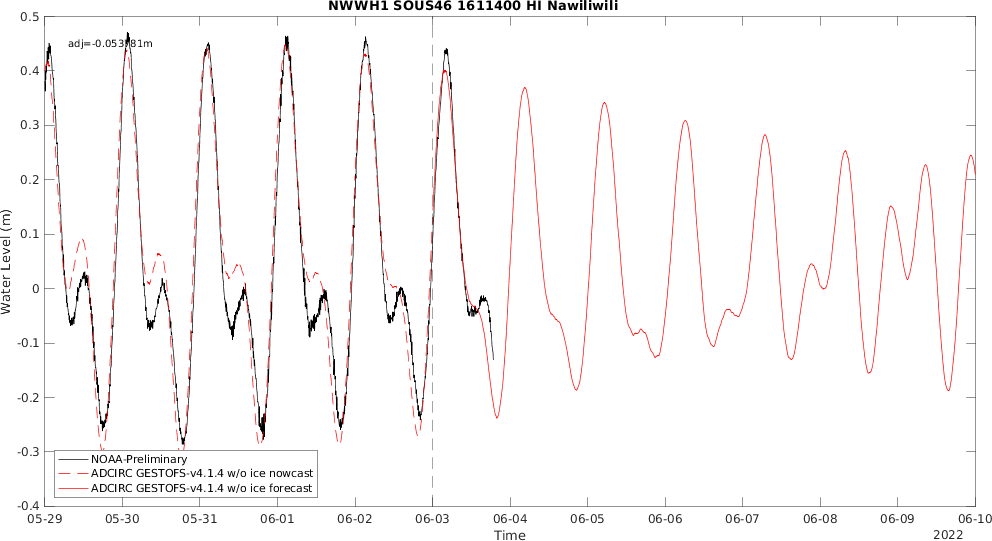 NWWH1 SOUS46 1611400 HI Nawiliwili
0.5
0.4
0.3
0.2
0.1
0
-0.1
-0.2
-0.3
-0.4
Water Level (m)
NOAA-Preliminary
ADCIRC GESTOFS-v4.1.4 w/o ice nowcast
ADCIRC GESTOFS-v4.1.4 w/o ice forecast
05-29 05-30 05-31 06-01 06-02 06-03 06-04 06-05 06-06 06-07 06-08 06-09 06-10
Time
2022